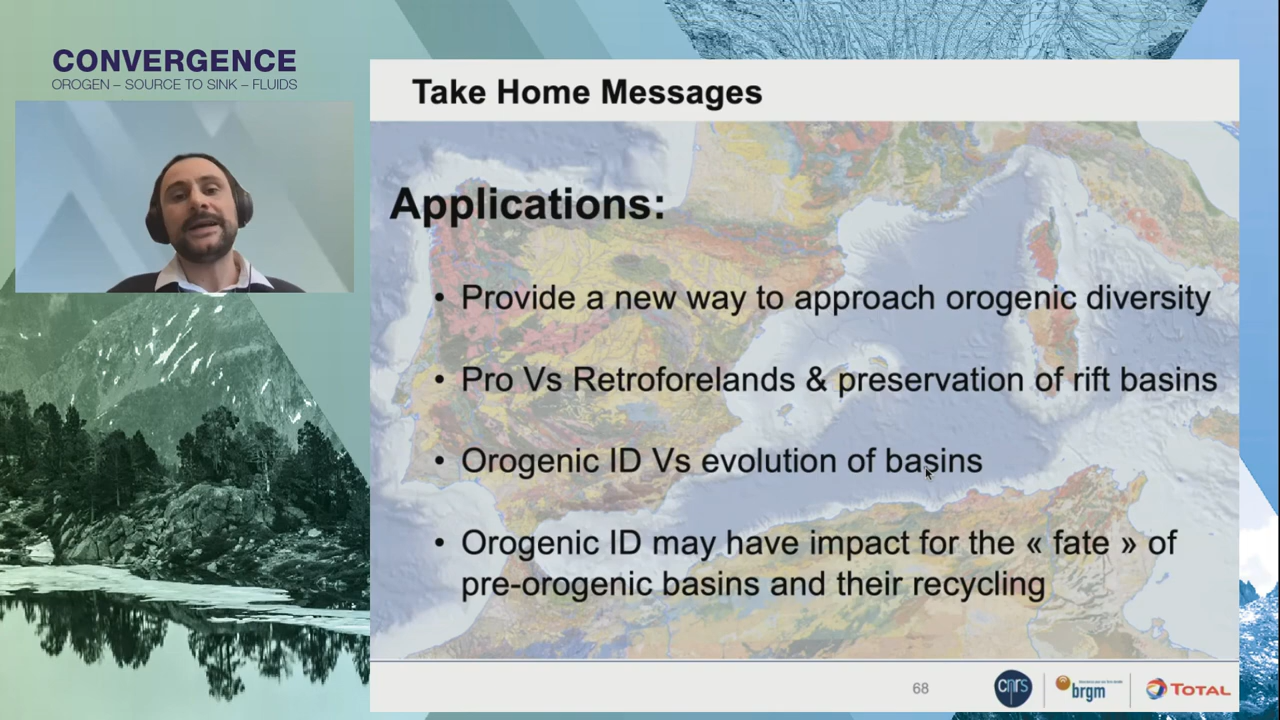 CONVERGENCE
OROGEN – SOURCE TO SINK – FLUIDS
Take Home Messages
Applications:
• Provide a new way to approach orogenic diversity
• Pro Vs Retroforelands & preservation of rift basins
• Orogenic ID Vs evolution of basins
• Orogenic ID may have impact for the « fate » of
pre-orogenic basins and their recycling
68
cnrs
brgm
TOTAL